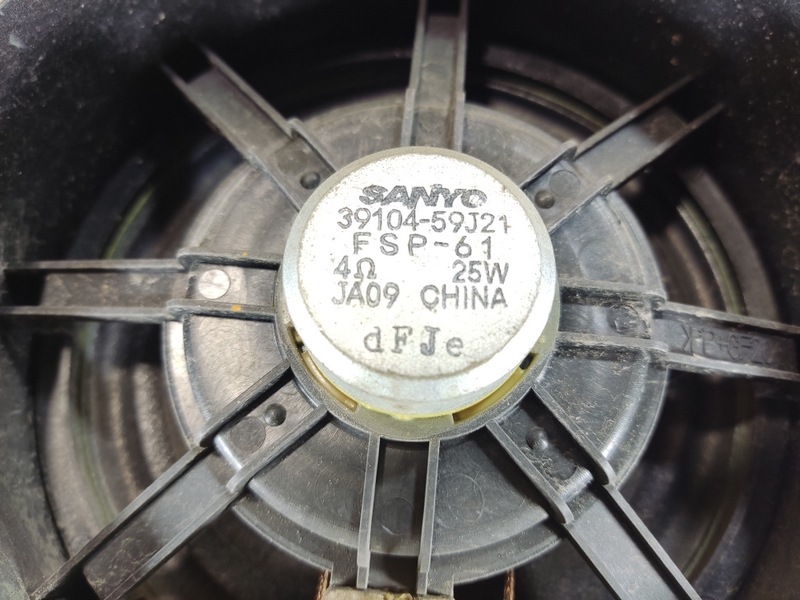 SANYO
39104-59J21
FSP-61
4Ω 25W
JA09 CHINA
dFJe